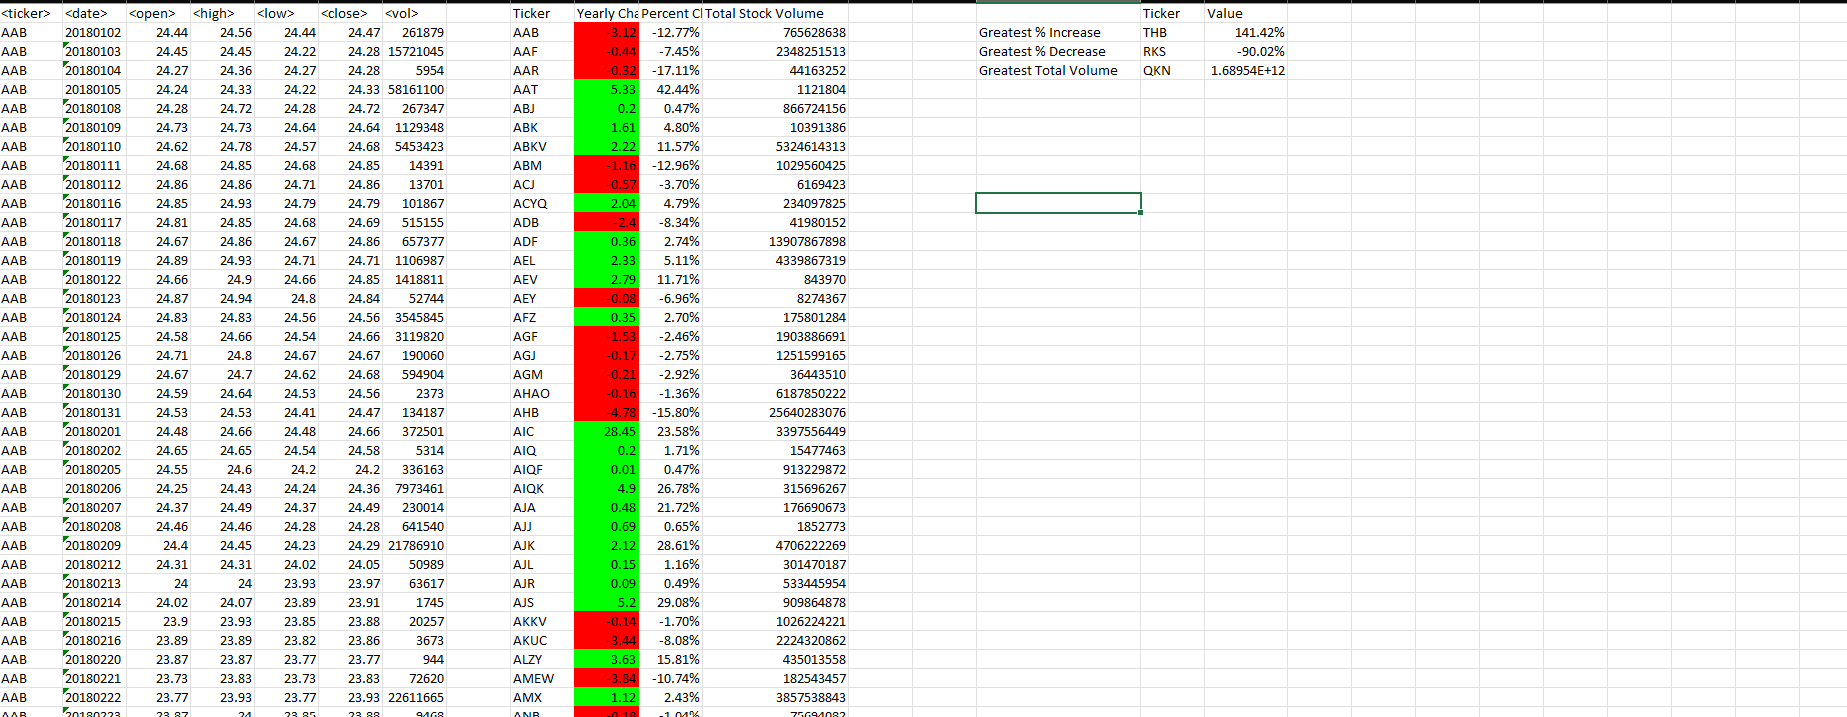 <ticker> <date> <open> <high> <low> <close> <vol> Ticker Yearly Cha Percent Cl Total Stock Volume Ticker Value
AAB 20180102 24.44 24.56 24.44 24.47 261879 AAB -3.12 -12.77% 765628638 Greatest % Increase THB 141.42%
AAB 20180103 24.45 24.45 24.22 24.28 15721045 AAF -0.44 -7.45% 2348251513 Greatest % Decrease RKS -90.02%
AAB 20180104 24.27 24.36 24.27 24.28 5954 AAR -0.32 -17.11% 44163252 Greatest Total Volume QKN 1.68954E+12
AAB 20180105 24.24 24.33 24.22 24.33 58161100 AAT 5.33 42.44% 1121804
AAB 20180108 24.28 24.72 24.28 24.72 267347 ABJ 0.2 0.47% 866724156
AAB 20180109 24.73 24.73 24.64 24.64 1129348 ABK 1.61 4.80% 10391386
AAB 20180110 24.62 24.78 24.57 24.68 5453423 ABKV 2.22 11.57% 5324614313
AAB 20180111 24.68 24.85 24.68 24.85 14391 ABM -1.16 -12.96% 1029560425
AAB 20180112 24.86 24.86 24.71 24.86 13701 ACJ -0.57 -3.70% 6169423
AAB 20180116 24.85 24.93 24.79 24.79 101867 ACYQ 2.04 4.79% 234097825
AAB 20180117 24.81 24.85 24.68 24.69 515155 ADB -2.4 -8.34% 41980152
AAB 20180118 24.67 24.86 24.67 24.86 657377 ADF 0.36 2.74% 13907867898
AAB 20180119 24.89 24.93 24.71 24.71 1106987 AEL 2.33 5.11% 4339867319
AAB 20180122 24.66 24.9 24.66 24.85 1418811 AEV 2.79 11.71% 843970
AAB 20180123 24.87 24.94 24.8 24.84 52744 AEY -0.08 -6.96% 8274367
AAB 20180124 24.83 24.83 24.56 24.56 3545845 AFZ 0.35 2.70% 175801284
AAB 20180125 24.58 24.66 24.54 24.66 3119820 AGF -1.53 -2.46% 1903886691
AAB 20180126 24.71 24.8 24.67 24.67 190060 AGJ -0.17 -2.75% 1251599165
AAB 20180129 24.67 24.7 24.62 24.68 594904 AGM -0.21 -2.92% 36443510
AAB 20180130 24.59 24.64 24.53 24.56 2373 AHAO -0.16 -1.36% 6187850222
AAB 20180131 24.53 24.53 24.41 24.47 134187 AHB -4.78 -15.80% 25640283076
AAB 20180201 24.48 24.66 24.48 24.66 372501 AIC 28.45 23.58% 3397556449
AAB 20180202 24.65 24.65 24.54 24.58 5314 AIQ 0.2 1.71% 15477463
AAB 20180205 24.55 24.6 24.2 24.2 336163 AIQF 0.01 0.47% 913229872
AAB 20180206 24.25 24.43 24.24 24.36 7973461 AIQK 4.9 26.78% 315696267
AAB 20180207 24.37 24.49 24.37 24.49 230014 AJA 0.48 21.72% 176690673
AAB 20180208 24.46 24.46 24.28 24.28 641540 AJJ 0.69 0.65% 1852773
AAB 20180209 24.4 24.45 24.23 24.29 21786910 AJK 2.12 28.61% 4706222269
AAB 20180212 24.31 24.31 24.02 24.05 50989 AJL 0.15 1.16% 301470187
AAB 20180213 24 24 23.93 23.97 63617 AJR 0.09 0.49% 533445954
AAB 20180214 24.02 24.07 23.89 23.91 1745 AJS 5.2 29.08% 909864878
AAB 20180215 23.9 23.93 23.85 23.88 20257 AKKV -0.14 -1.70% 1026224221
AAB 20180216 23.89 23.89 23.82 23.86 3673 AKUC -3.44 -8.08% 2224320862
AAB 20180220 23.87 23.87 23.77 23.77 944 ALZY 3.63 15.81% 435013558
AAB 20180221 23.73 23.83 23.73 23.83 72620 AMEW -3.84 -10.74% 182543457
AAB 20180222 23.77 23.93 23.77 23.93 22611665 AMX 1.12 2.43% 3857538843
AAB 20180223 23.87 24 23.85 23.88 9468 ANB -1.04% 75694082